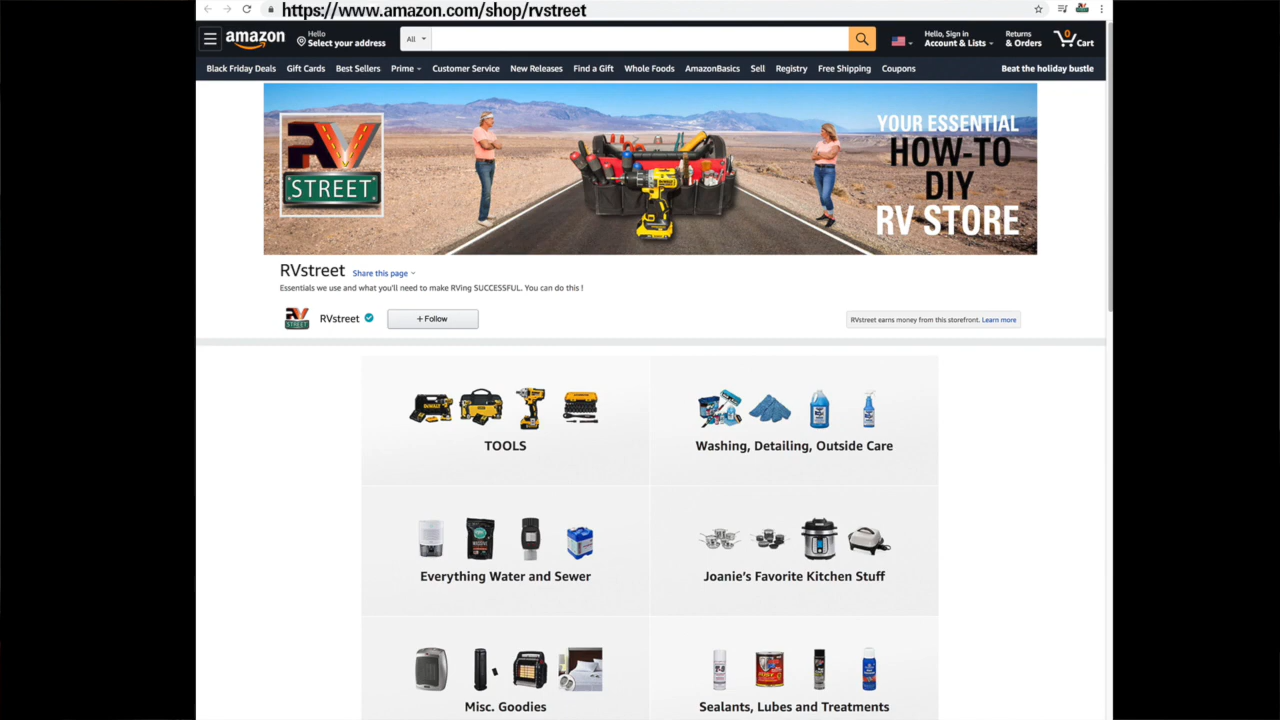 https://www.amazon.com/shop/rvstreet
amazon
Hello
Select your address
All
Hello, Sign in
Account & Lists
Returns
& Orders
0
Cart
Black Friday Deals Gift Cards Best Sellers Prime Customer Service New Releases Find a Gift Whole Foods AmazonBasics Sell Registry Free Shipping Coupons Beat the holiday bustle
RV
STREET
YOUR ESSENTIAL
HOW-TO
DIY
RV STORE
RVstreet Share this page
Essentials we use and what you'll need to make RVing SUCCESSFUL. You can do this !
RV
STREET
RVstreet
+ Follow
RVstreet earns money from this storefront. Learn more
TOOLS
Washing, Detailing, Outside Care
Everything Water and Sewer
Joanie's Favorite Kitchen Stuff
Misc. Goodies
Sealants, Lubes and Treatments